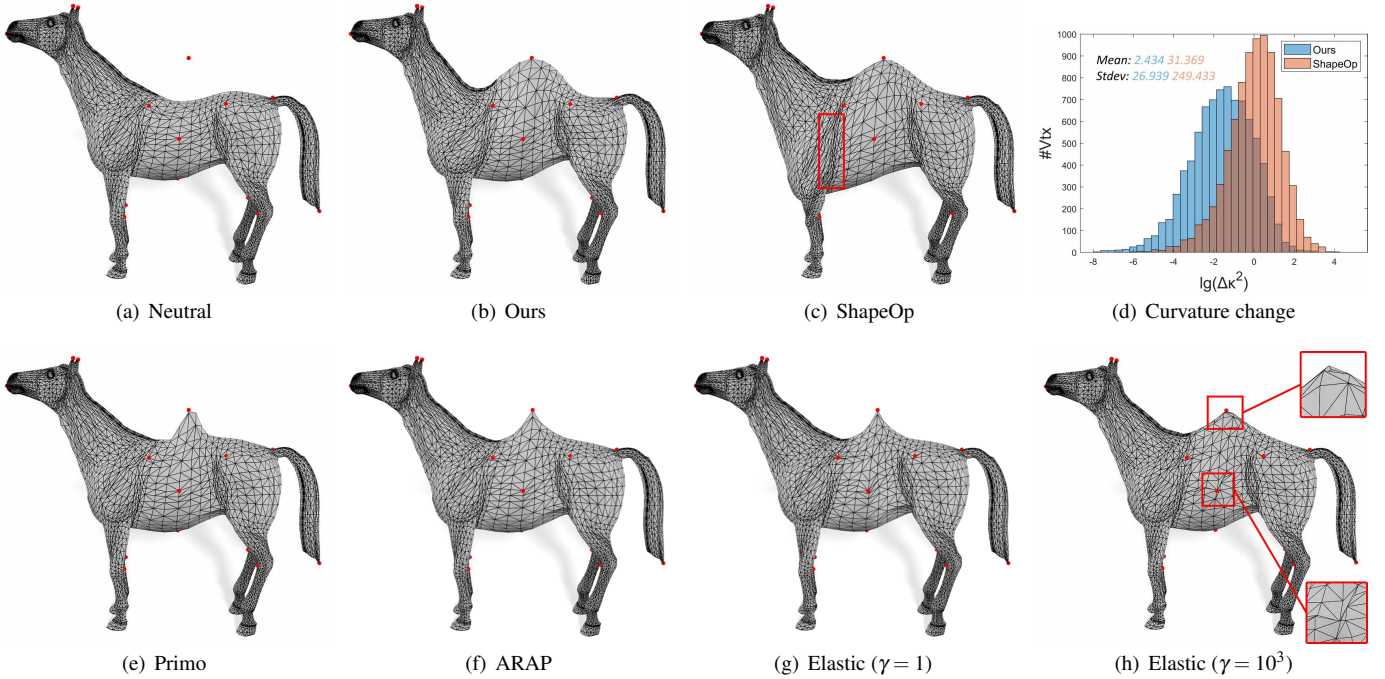 Mean: 2.434 31.369
Stdev: 26.939 249.433
Ours
ShapeOp
#Vtx
1000
900
800
700
600
500
400
300
200
100
0
-8 -6 -4 -2 0 2 4
lg(Δκ²)
(a) Neutral
(b) Ours
(c) ShapeOp
(d) Curvature change
(e) Primo
(f) ARAP
(g) Elastic (γ = 1)
(h) Elastic (γ = 10³)